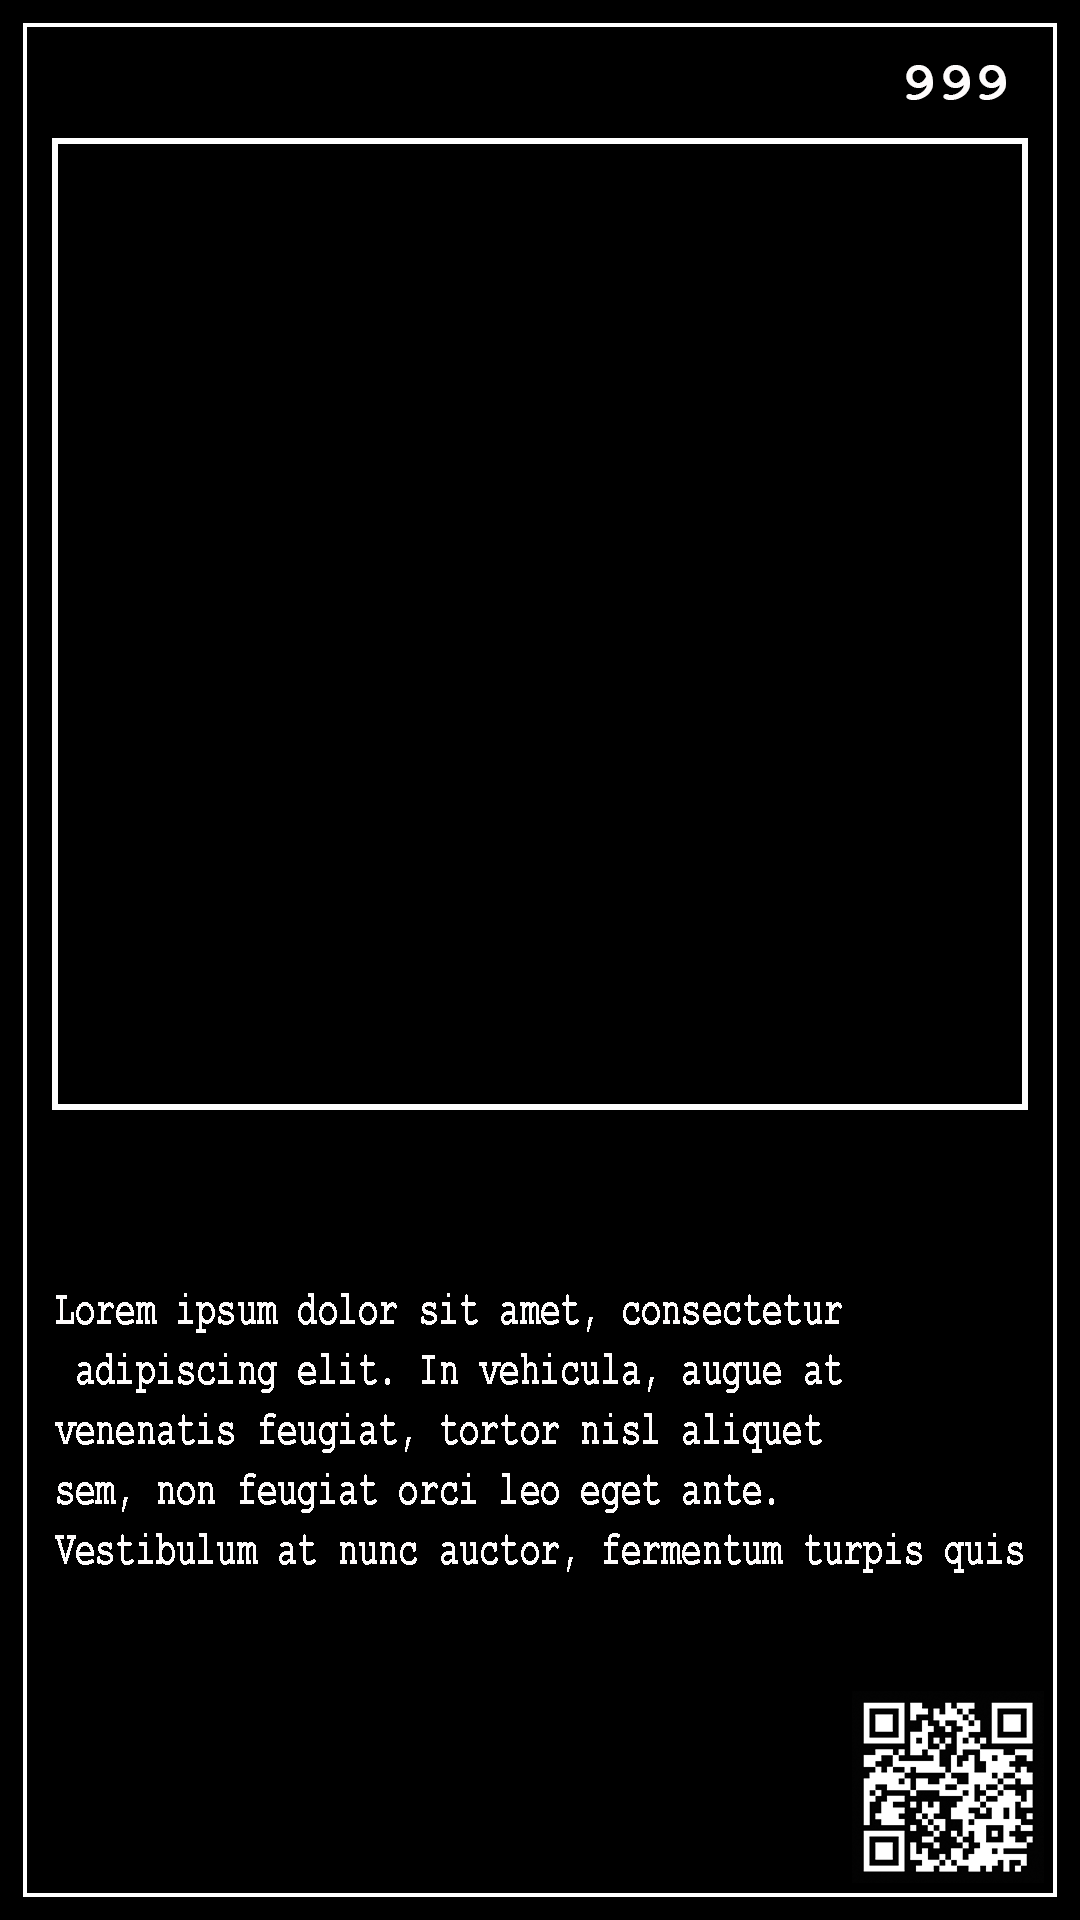 999
Lorem ipsum dolor sit amet, consectetur
adipiscing elit. In vehicula, augue at
venenatis feugiat, tortor nisl aliquet
sem, non feugiat orci leo eget ante.
Vestibulum at nunc auctor, fermentum turpis quis